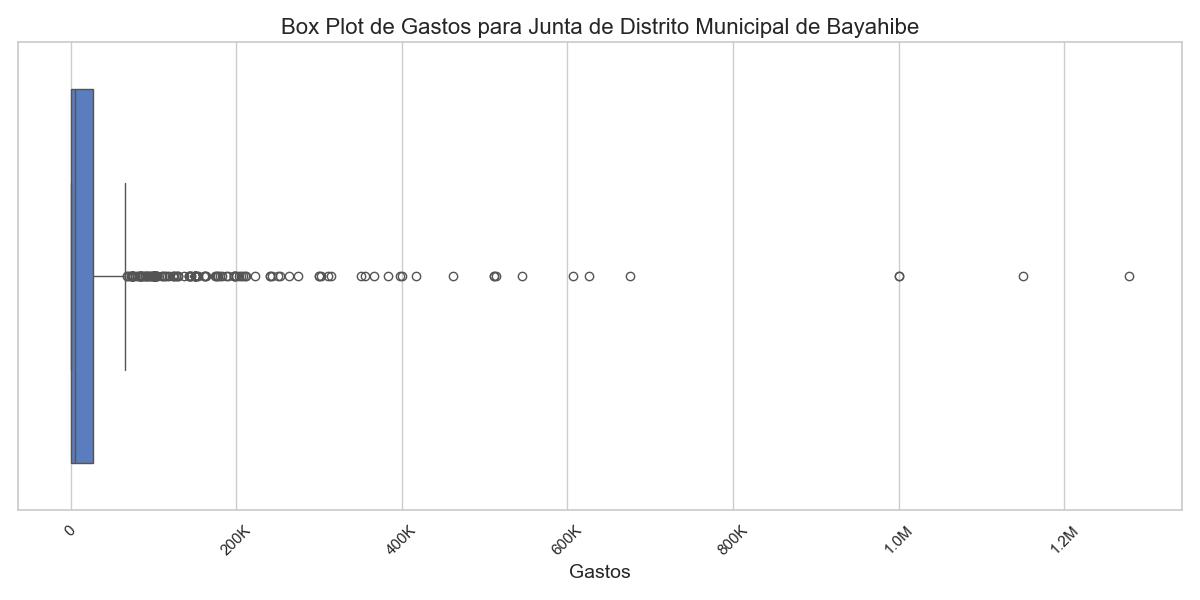 Box Plot de Gastos para Junta de Distrito Municipal de Bayahibe
0
200K
400K
600K
800K
1.0M
1.2M
Gastos